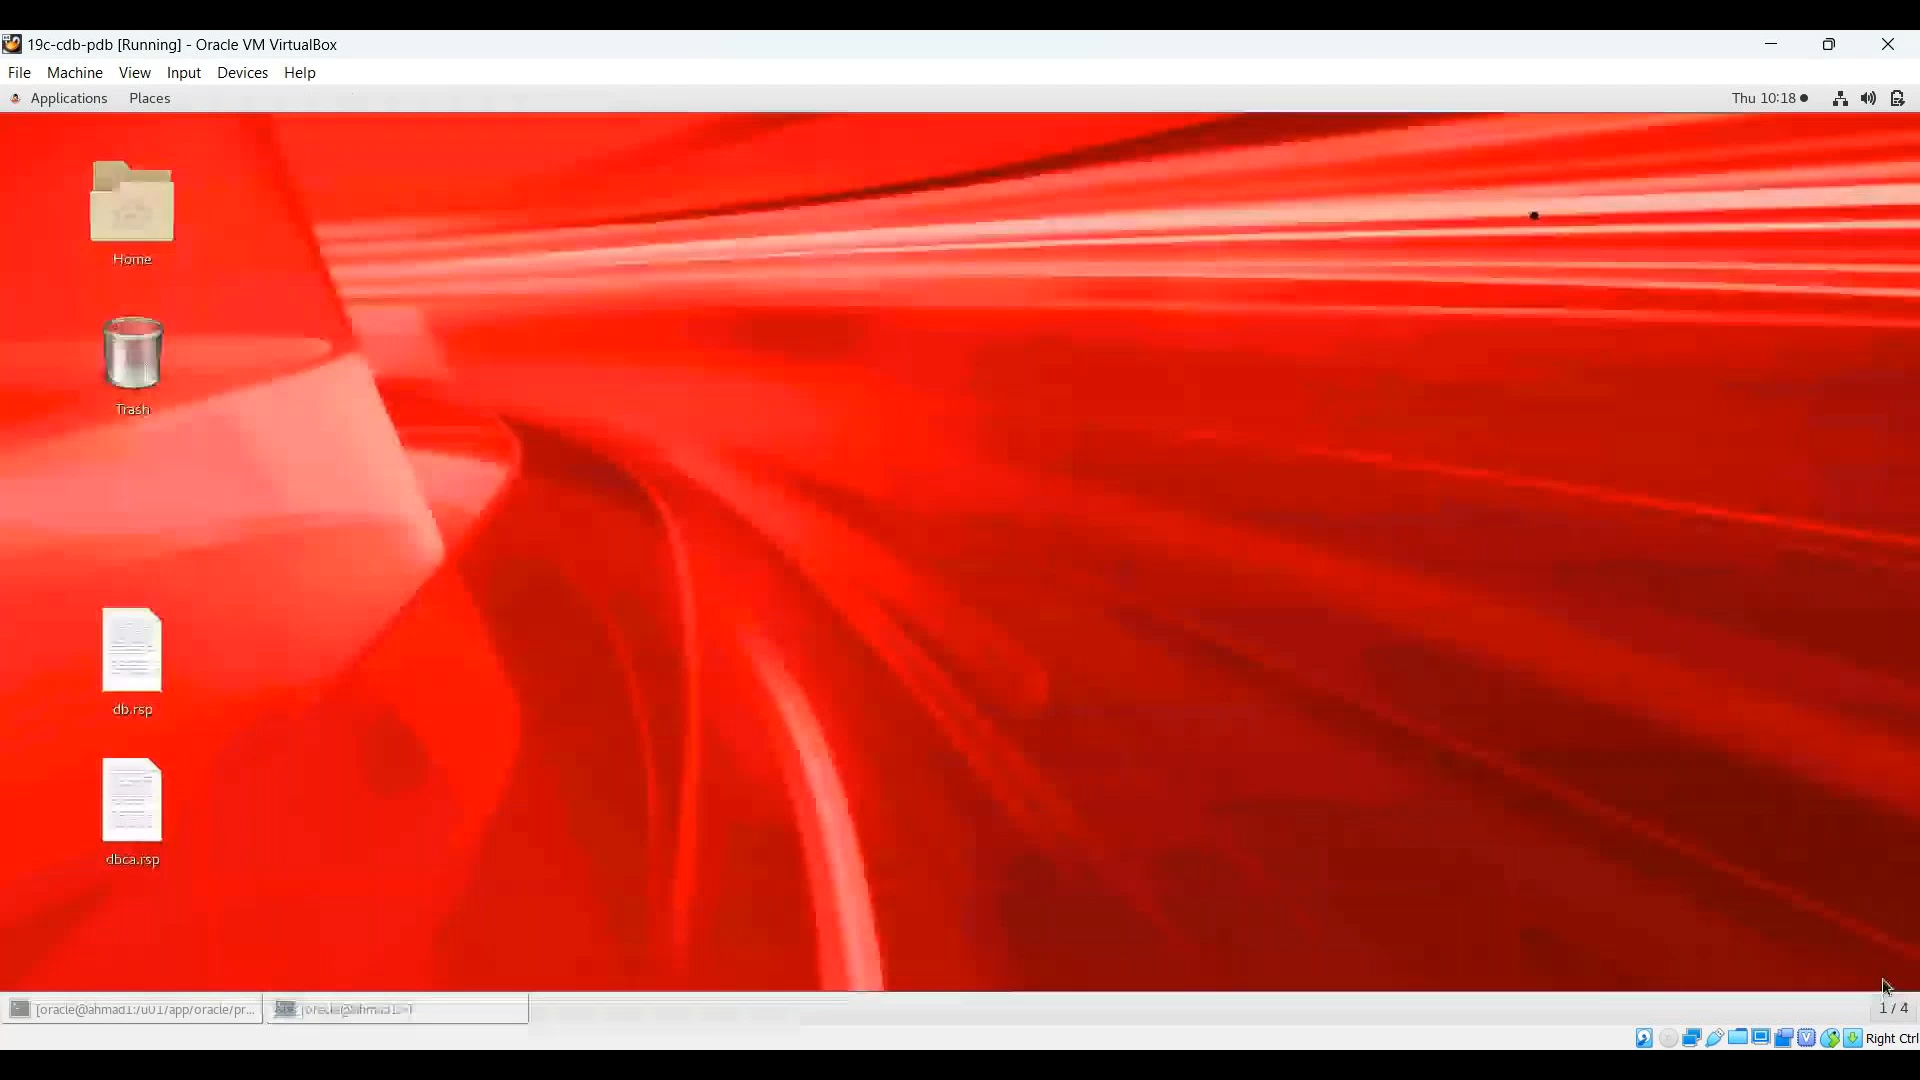 19c-cdb-pdb [Running] - Oracle VM VirtualBox
File Machine View Input Devices Help
Applications Places Thu 10:18
Home
Trash
db.rsp
dbca.rsp
[oracle@ahmad1:/u01/app/oracle/pr...
1 / 4
Right Ctrl